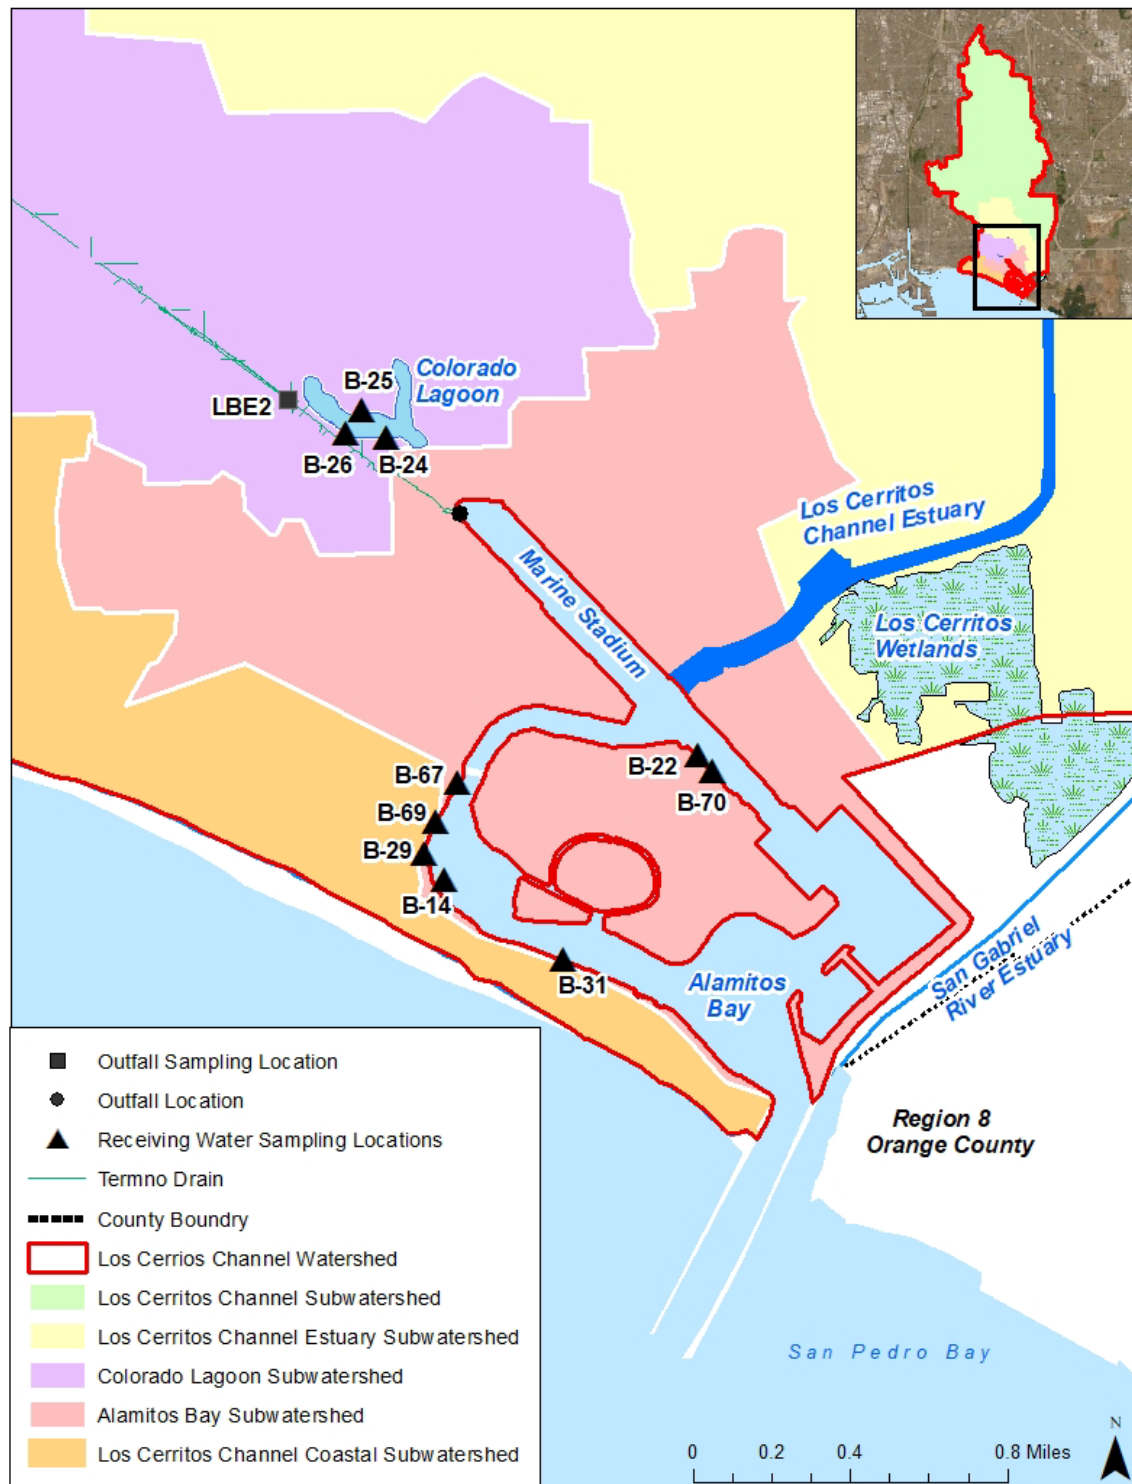 Colorado
Lagoon
B-25
LBE2
B-26
B-24
Los Cerritos
Channel Estuary
Marine Stadium
Los Cerritos
Wetlands
B-67
B-22
B-69
B-70
B-29
B-14
B-31
Alamitos
Bay
San Gabriel
River Estuary
Region 8
Orange County
Outfall Sampling Location
Outfall Location
Receiving Water Sampling Locations
Termno Drain
County Boundry
Los Cerrios Channel Watershed
Los Cerritos Channel Subwatershed
Los Cerritos Channel Estuary Subwatershed
Colorado Lagoon Subwatershed
Alamitos Bay Subwatershed
Los Cerritos Channel Coastal Subwatershed
San Pedro Bay
N
0 0.2 0.4 0.8 Miles